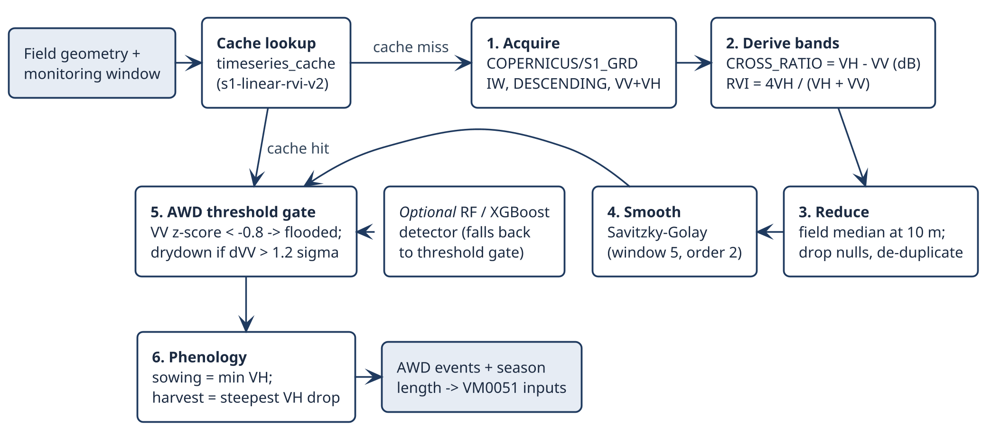 Field geometry +
monitoring window
Cache lookup
timeseries_cache
(s1-linear-rvi-v2)
cache miss
1. Acquire
COPERNICUS/S1_GRD
IW, DESCENDING, VV+VH
2. Derive bands
CROSS_RATIO = VH - VV (dB)
RVI = 4VH / (VH + VV)
cache hit
3. Reduce
field median at 10 m;
drop nulls, de-duplicate
4. Smooth
Savitzky-Golay
(window 5, order 2)
Optional RF / XGBoost
detector (falls back
to threshold gate)
5. AWD threshold gate
VV z-score < -0.8 -> flooded;
drydown if dVV > 1.2 sigma
6. Phenology
sowing = min VH;
harvest = steepest VH drop
AWD events + season
length -> VM0051 inputs